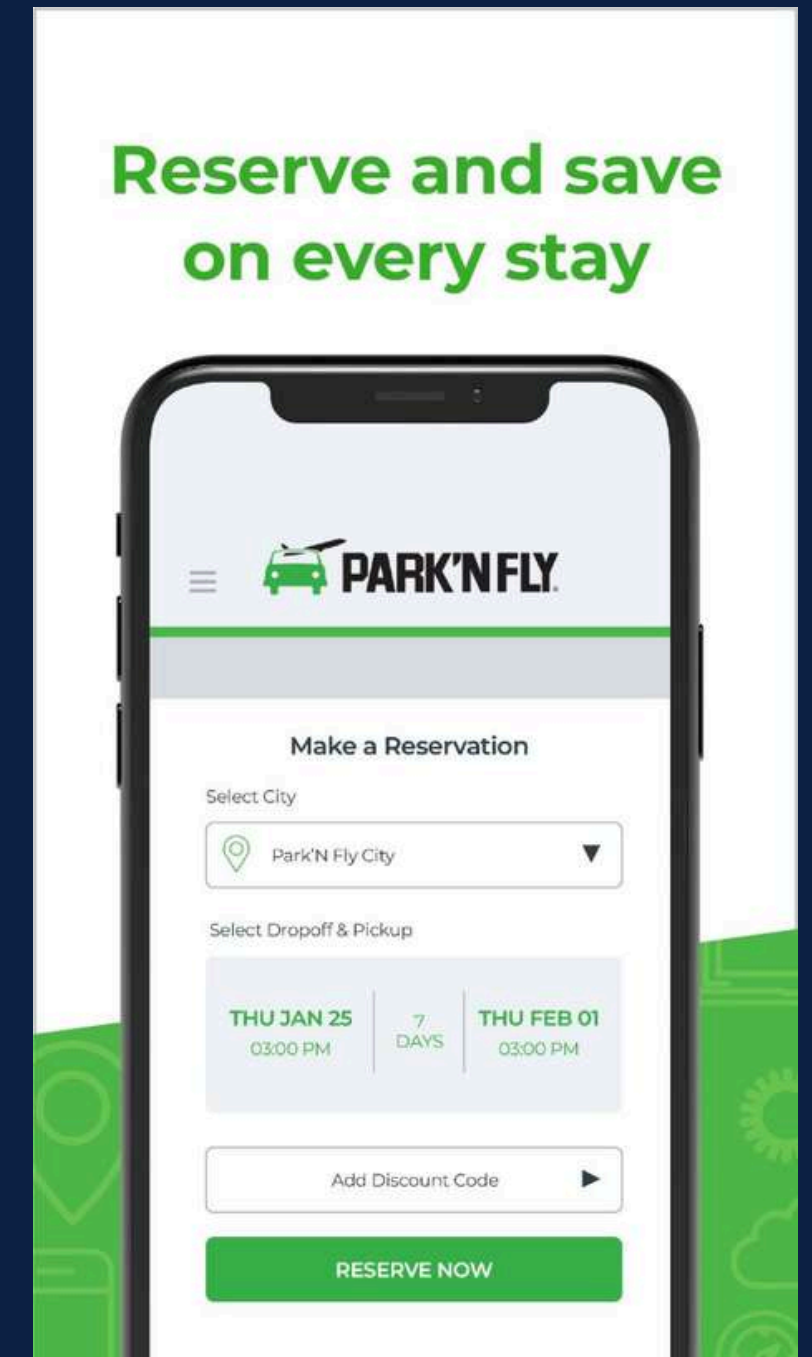 Reserve and save
on every stay
PARK'N FLY.
Make a Reservation
Select City
Park'N Fly City
Select Dropoff & Pickup
THU JAN 25
03:00 PM
7
DAYS
THU FEB 01
03:00 PM
Add Discount Code
RESERVE NOW